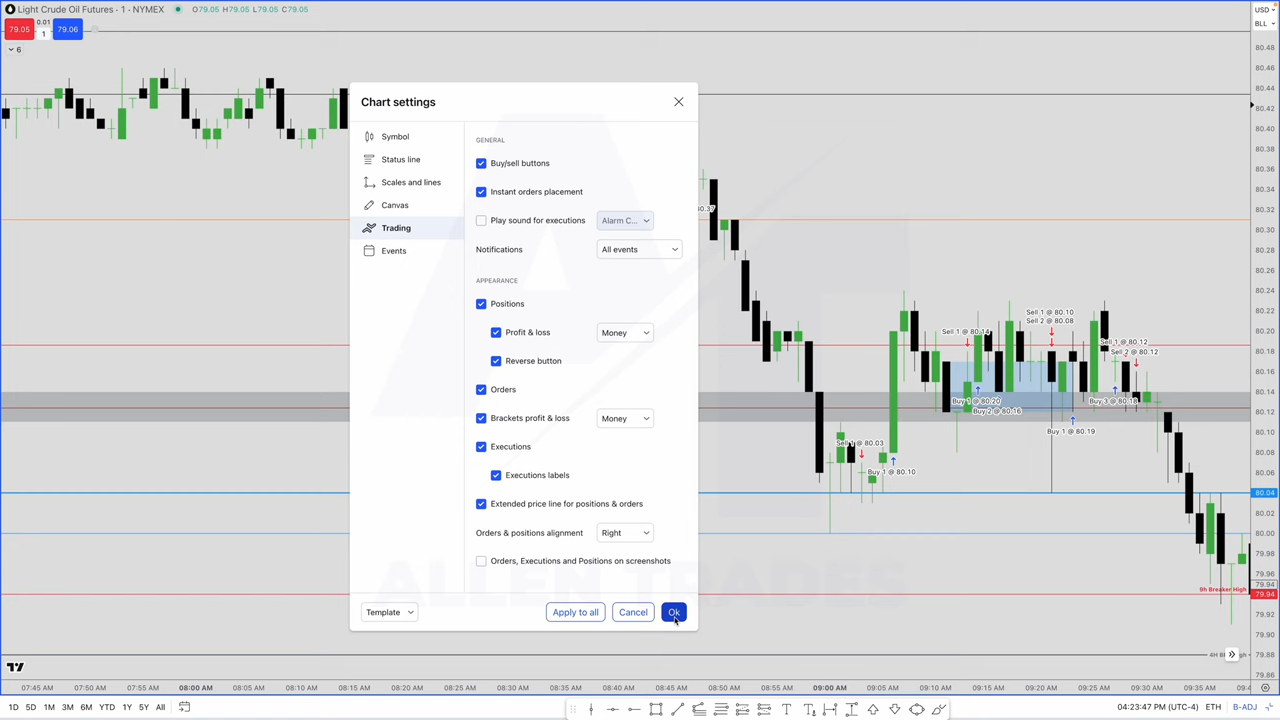 Light Crude Oil Futures · 1 · NYMEX O79.05 H79.05 L79.05 C79.05
79.05 0.01 1 79.06
6
Chart settings
Symbol
Status line
Scales and lines
Canvas
Trading
Events
GENERAL
Buy/sell buttons
Instant orders placement
Play sound for executions Alarm C...
Notifications All events
APPEARANCE
Positions
Profit & loss Money
Reverse button
Orders
Brackets profit & loss Money
Executions
Executions labels
Extended price line for positions & orders
Orders & positions alignment Right
Orders, Executions and Positions on screenshots
Template Apply to all Cancel Ok
ALLEN TRADES
80.37
Sell 1 @ 80.03
Buy 1 @ 80.10
Sell 1 @ 80.14
Buy 1 @ 80.20
Buy 2 @ 80.16
Sell 1 @ 80.10
Sell 2 @ 80.08
Buy 1 @ 80.19
Sell 1 @ 80.12
Sell 2 @ 80.12
Buy 3 @ 80.18
9h Breaker High
USD
BLL
80.48
80.46
80.44
80.42
80.40
80.38
80.36
80.34
80.32
80.30
80.28
80.26
80.24
80.22
80.20
80.18
80.16
80.14
80.12
80.10
80.08
80.06
80.04
80.02
80.00
79.98
79.96
79.94
79.94
79.92
79.90
79.88
79.86
07:45 AM 07:50 AM 07:55 AM 08:00 AM 08:05 AM 08:10 AM 08:15 AM 08:20 AM 08:25 AM 08:30 AM 08:35 AM 08:40 AM 08:45 AM 08:50 AM 08:55 AM 09:00 AM 09:05 AM 09:10 AM 09:15 AM 09:20 AM 09:25 AM 09:30 AM 09:35 AM
1D 5D 1M 3M 6M YTD 1Y 5Y All 04:23:47 PM (UTC-4) ETH B-ADJ